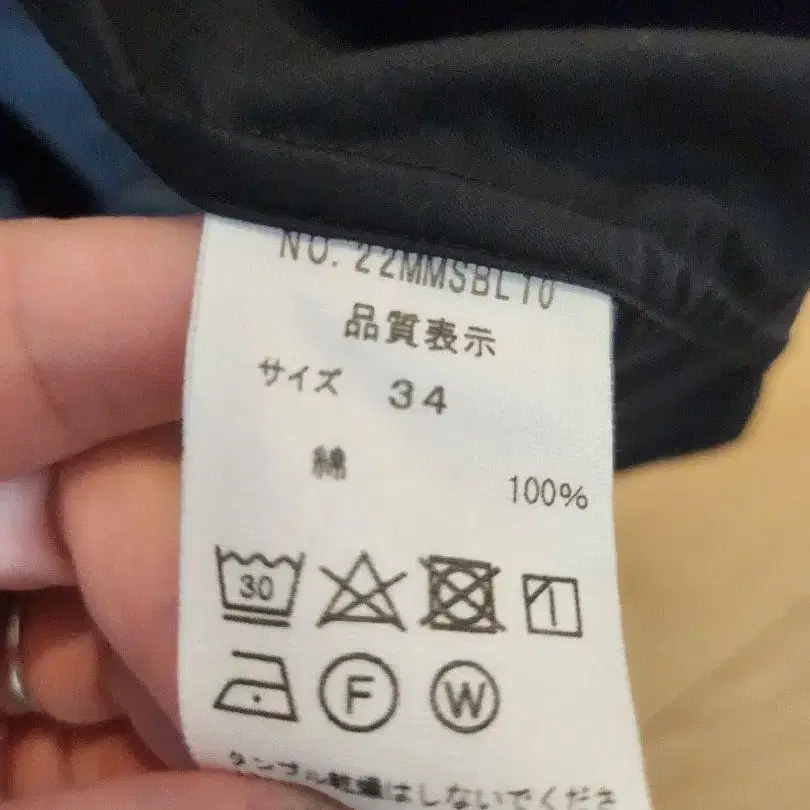 NO. 22MMSBL10
品質表示
サイズ 34
綿 100%
30
F W
タンブル乾燥はしないでくださ